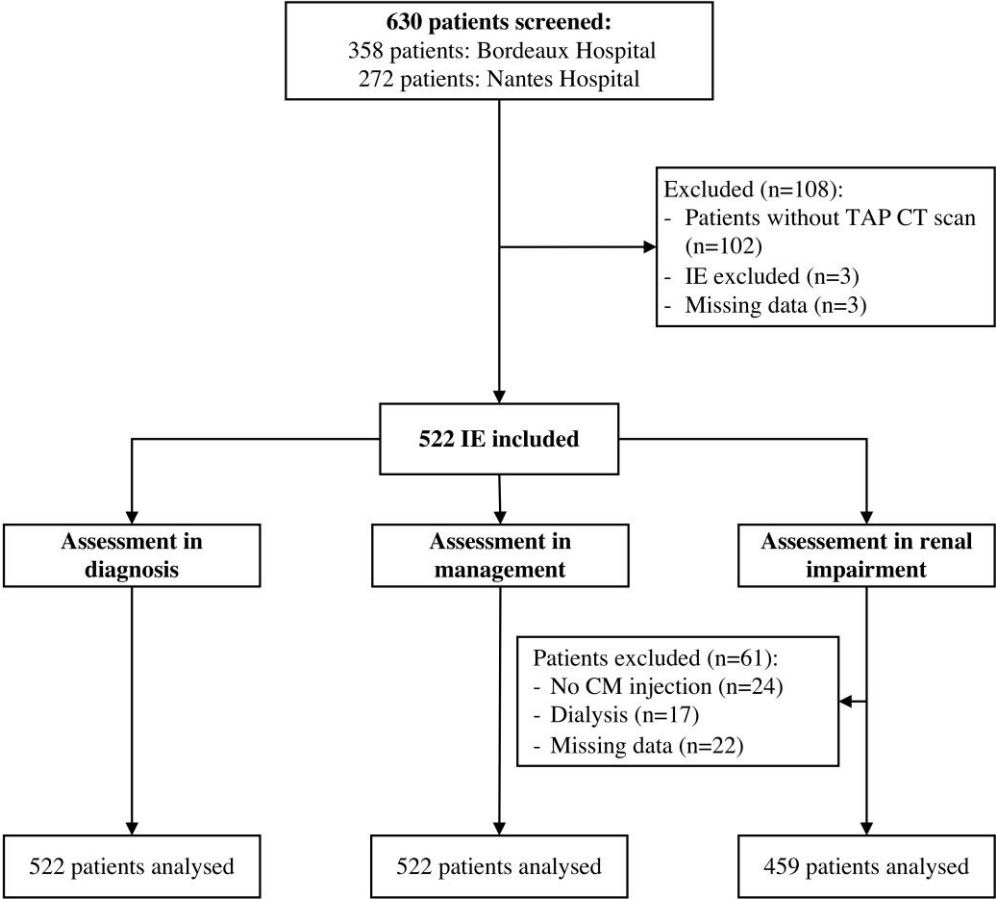 630 patients screened:
358 patients: Bordeaux Hospital
272 patients: Nantes Hospital
Excluded (n=108):
- Patients without TAP CT scan
(n=102)
- IE excluded (n=3)
- Missing data (n=3)
522 IE included
Assessment in
diagnosis
Assessment in
management
Assessement in renal
impairment
Patients excluded (n=61):
- No CM injection (n=24)
- Dialysis (n=17)
- Missing data (n=22)
522 patients analysed
522 patients analysed
459 patients analysed